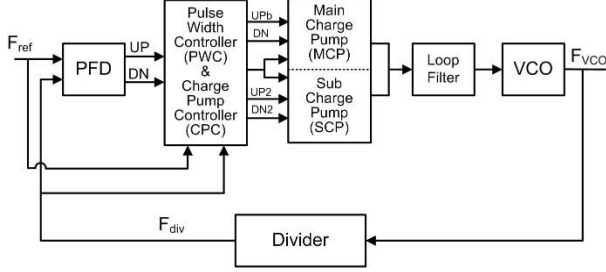 Fref
PFD
UP
DN
Pulse
Width
Controller
(PWC)
&
Charge
Pump
Controller
(CPC)
UPb
DN
UP2
DN2
Main
Charge
Pump
(MCP)
Sub
Charge
Pump
(SCP)
Loop
Filter
VCO
FVCO
Fdiv
Divider